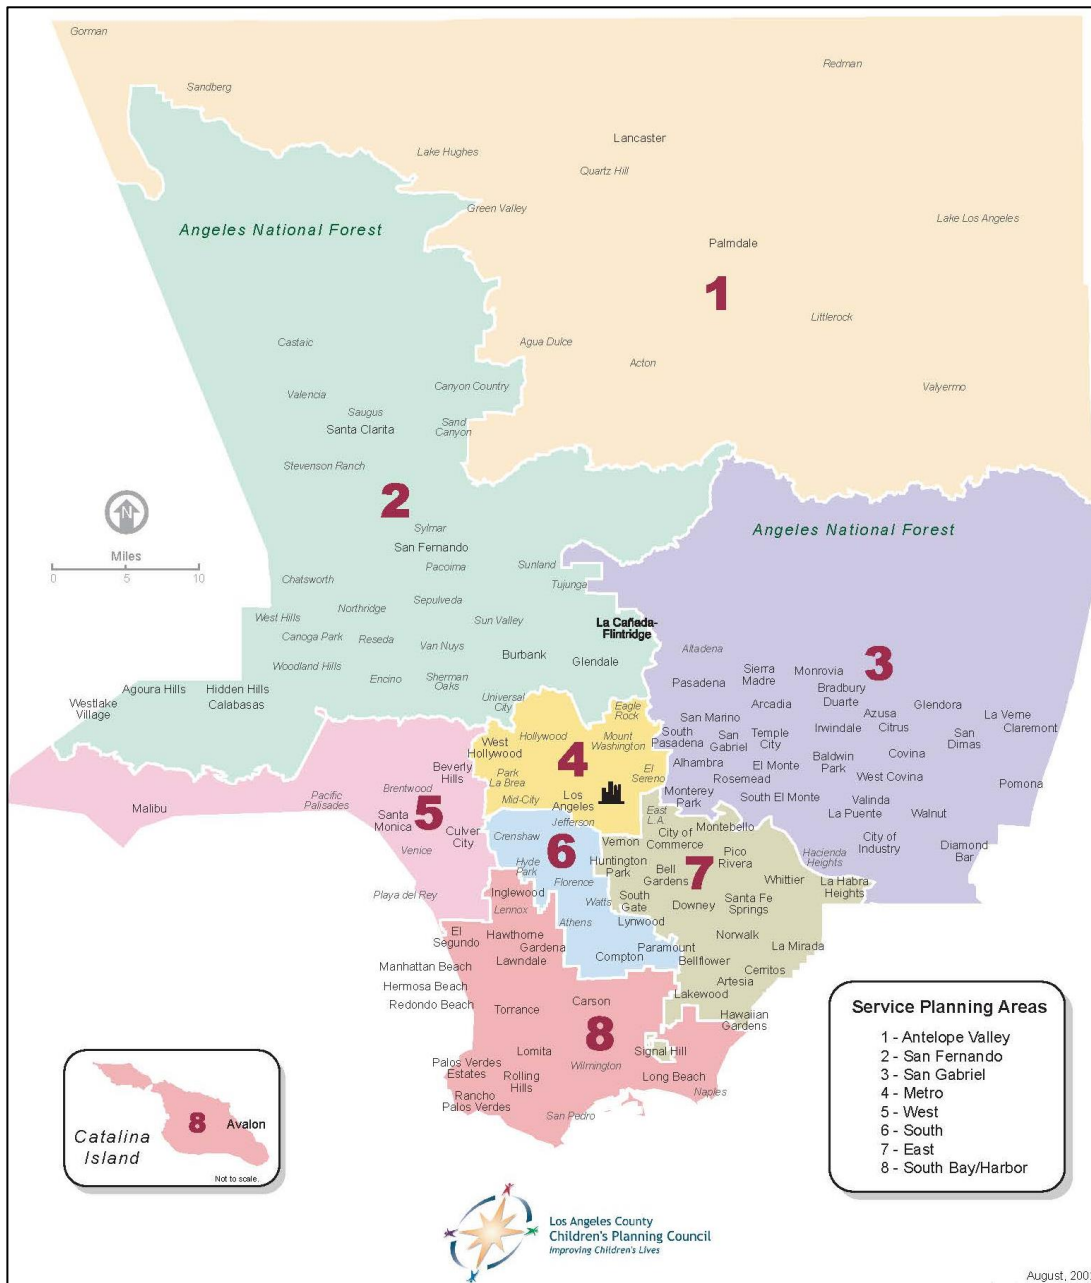 Gorman
Redman
Sandberg
Lancaster
Lake Hughes
Quartz Hill
Green Valley
Lake Los Angeles
Angeles National Forest
Palmdale
1
Littlerock
Castaic
Agua Dulce
Acton
Canyon Country
Valyermo
Valencia
Saugus
Santa Clarita
Sand
Canyon
Stevenson Ranch
2
N
Miles
0 5 10
Sylmar
San Fernando
Pacoima
Angeles National Forest
Sunland
Tujunga
Chatsworth
Northridge
Sepulveda
West Hills
Sun Valley
La Cañada-
Flintridge
Canoga Park
Reseda
Van Nuys
Burbank
Glendale
Woodland Hills
Encino
Sherman
Oaks
Agoura Hills
Hidden Hills
Calabasas
Westlake
Village
Universal
City
Altadena
3
Pasadena
Sierra
Madre
Monrovia
Bradbury
Duarte
Arcadia
Azusa
Glendora
Citrus
La Verne
Claremont
San Marino
South
Pasadena
San
Gabriel
Temple
City
Irwindale
San
Dimas
Covina
Baldwin
Park
Alhambra
El Monte
Rosemead
West Covina
Pomona
Monterey
Park
South El Monte
Valinda
La Puente
Walnut
City of
Industry
Diamond
Bar
Hacienda
Heights
Eagle
Rock
Hollywood
Mount
Washington
West
Hollywood
4
El
Sereno
Park
La Brea
Mid-City
Los
Angeles
Beverly
Hills
Brentwood
Pacific
Palisades
Malibu
Santa
Monica
5
Culver
City
Venice
Playa del Rey
Jefferson
Crenshaw
6
Hyde
Park
Florence
Watts
Athens
Lynwood
Compton
Paramount
East
L.A.
Montebello
City of
Commerce
Vernon
Huntington
Park
Bell
Gardens
7
Pico
Rivera
Whittier
La Habra
Heights
South
Gate
Downey
Santa Fe
Springs
Norwalk
La Mirada
Bellflower
Cerritos
Artesia
Lakewood
Hawaiian
Gardens
Inglewood
Lennox
El
Segundo
Hawthorne
Gardena
Lawndale
Manhattan Beach
Hermosa Beach
Redondo Beach
Torrance
Carson
8
Lomita
Wilmington
Signal Hill
Palos Verdes
Estates
Rolling
Hills
Long Beach
Naples
Rancho
Palos Verdes
San Pedro
8
Avalon
Catalina
Island
Not to scale.
Service Planning Areas
1 - Antelope Valley
2 - San Fernando
3 - San Gabriel
4 - Metro
5 - West
6 - South
7 - East
8 - South Bay/Harbor
Los Angeles County
Children's Planning Council
Improving Children's Lives
August,